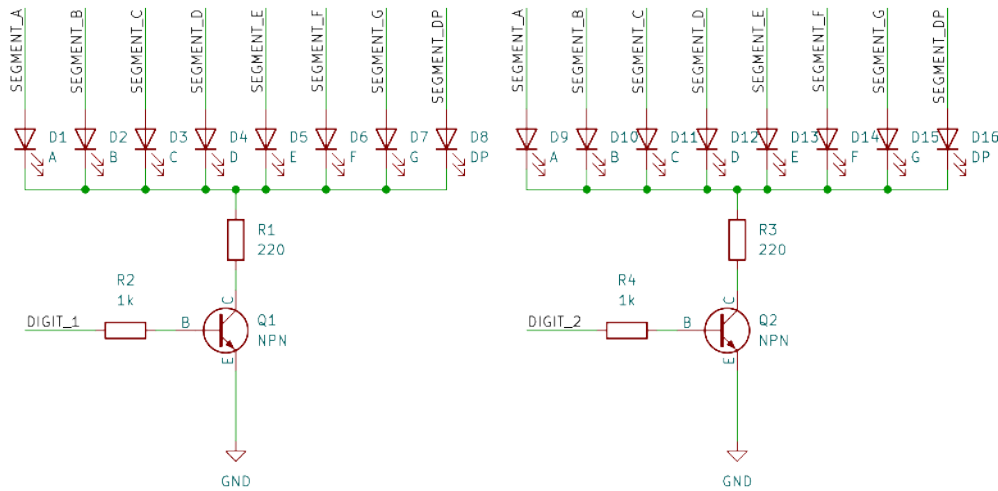 SEGMENT_A
SEGMENT_B
SEGMENT_C
SEGMENT_D
SEGMENT_E
SEGMENT_F
SEGMENT_G
SEGMENT_DP
SEGMENT_A
SEGMENT_B
SEGMENT_C
SEGMENT_D
SEGMENT_E
SEGMENT_F
SEGMENT_G
SEGMENT_DP
D1
A
D2
B
D3
C
D4
D
D5
E
D6
F
D7
G
D8
DP
D9
A
D10
B
D11
C
D12
D
D13
E
D14
F
D15
G
D16
DP
R1
220
R3
220
R2
1k
R4
1k
DIGIT_1
B
C
E
Q1
NPN
DIGIT_2
B
C
E
Q2
NPN
GND
GND